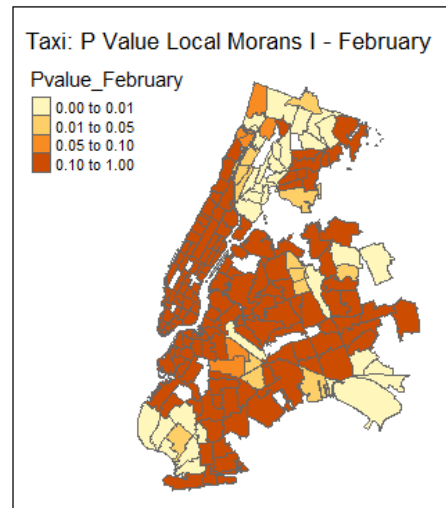 Taxi: P Value Local Morans I - February
Pvalue_February
0.00 to 0.01
0.01 to 0.05
0.05 to 0.10
0.10 to 1.00